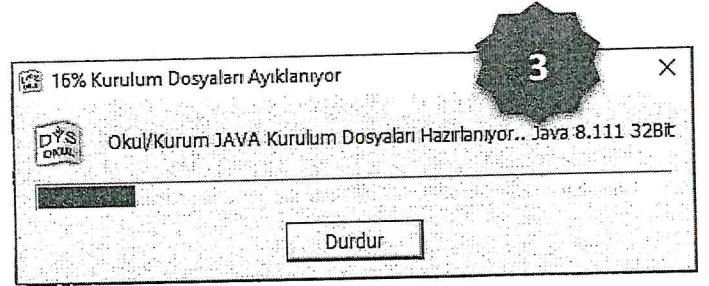 3
16% Kurulum Dosyaları Ayıklanıyor
DYS
OKUL
Okul/Kurum JAVA Kurulum Dosyaları Hazırlanıyor.. Java 8.111 32Bit
Durdur